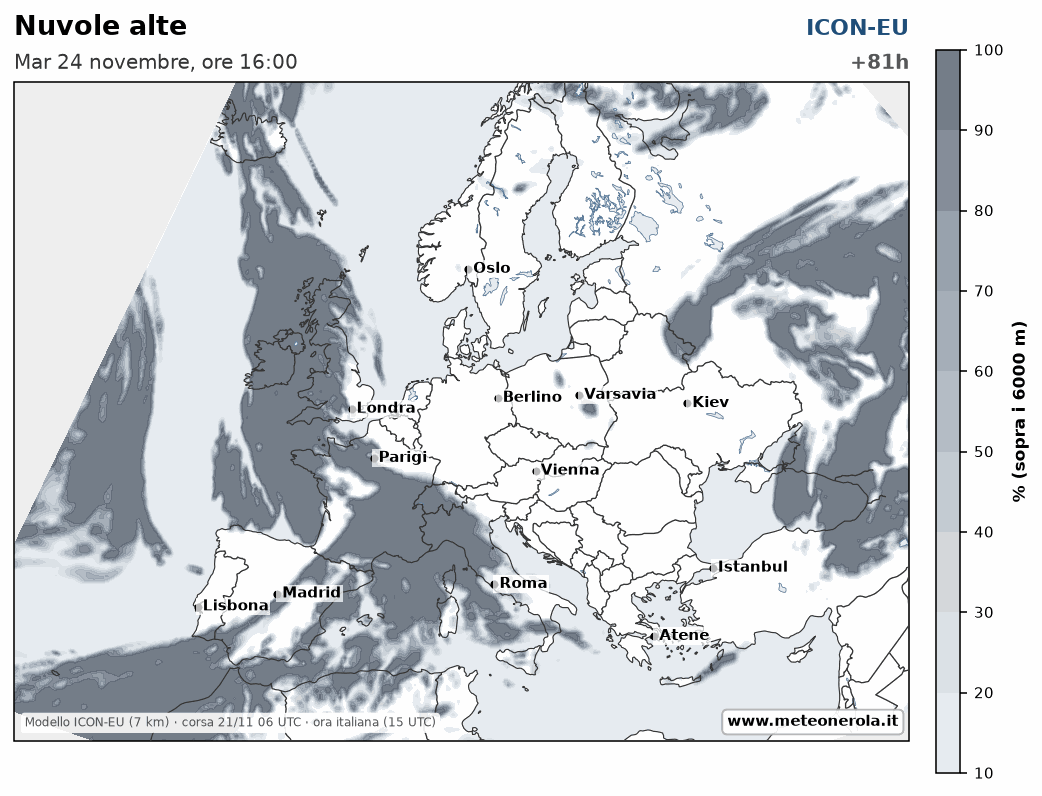 Nuvole alte
ICON-EU
Mar 24 novembre, ore 16:00
+81h
Oslo
Berlino
Varsavia
Kiev
Londra
Parigi
Vienna
Istanbul
Roma
Madrid
Lisbona
Atene
Modello ICON-EU (7 km) · corsa 21/11 06 UTC · ora italiana (15 UTC)
www.meteonerola.it
100
90
80
70
60
50
40
30
20
10
% (sopra i 6000 m)